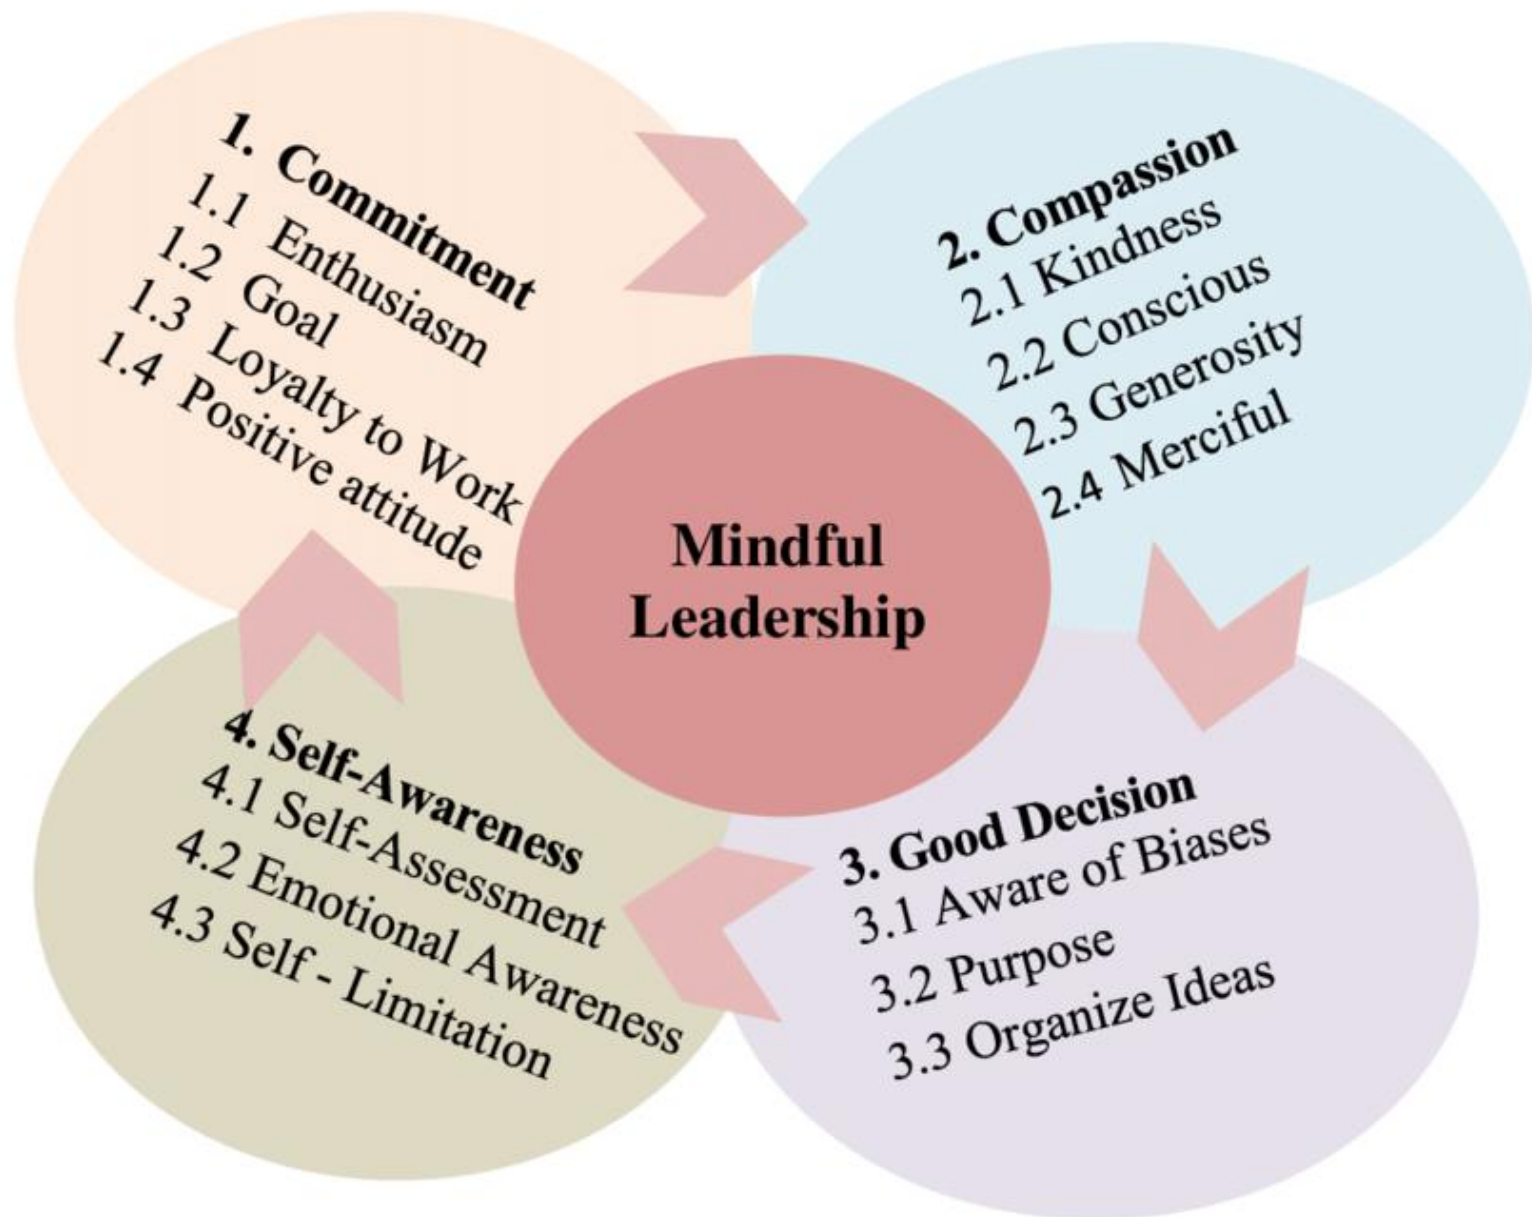 1. Commitment
1.1 Enthusiasm
1.2 Goal
1.3 Loyalty to Work
1.4 Positive attitude
2. Compassion
2.1 Kindness
2.2 Conscious
2.3 Generosity
2.4 Merciful
Mindful
Leadership
3. Good Decision
3.1 Aware of Biases
3.2 Purpose
3.3 Organize Ideas
4. Self-Awareness
4.1 Self-Assessment
4.2 Emotional Awareness
4.3 Self - Limitation